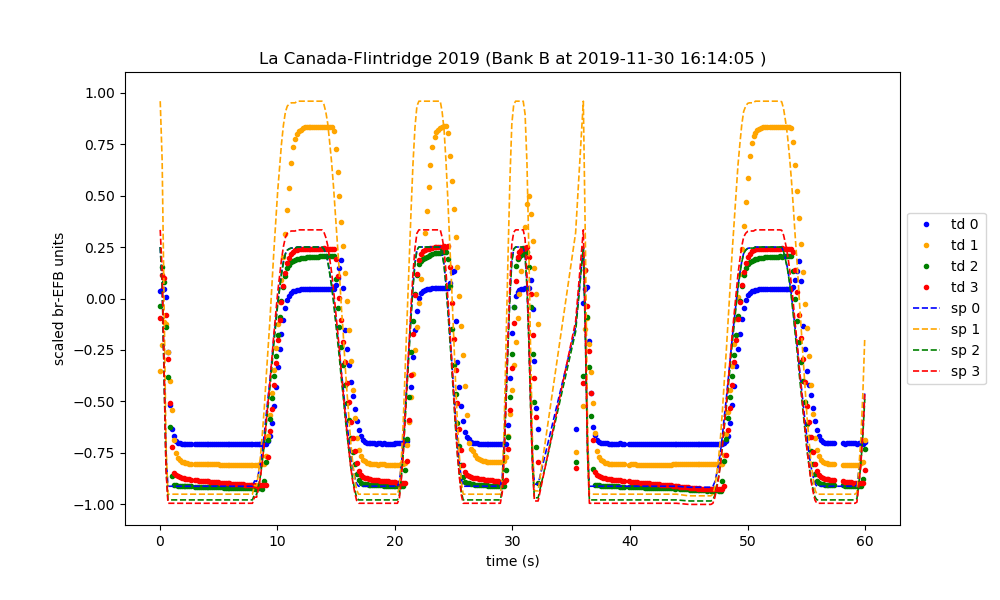 La Canada-Flintridge 2019 (Bank B at 2019-11-30 16:14:05 )
scaled br-EFB units
1.00
0.75
0.50
0.25
0.00
−0.25
−0.50
−0.75
−1.00
0 10 20 30 40 50 60
time (s)
td 0
td 1
td 2
td 3
sp 0
sp 1
sp 2
sp 3